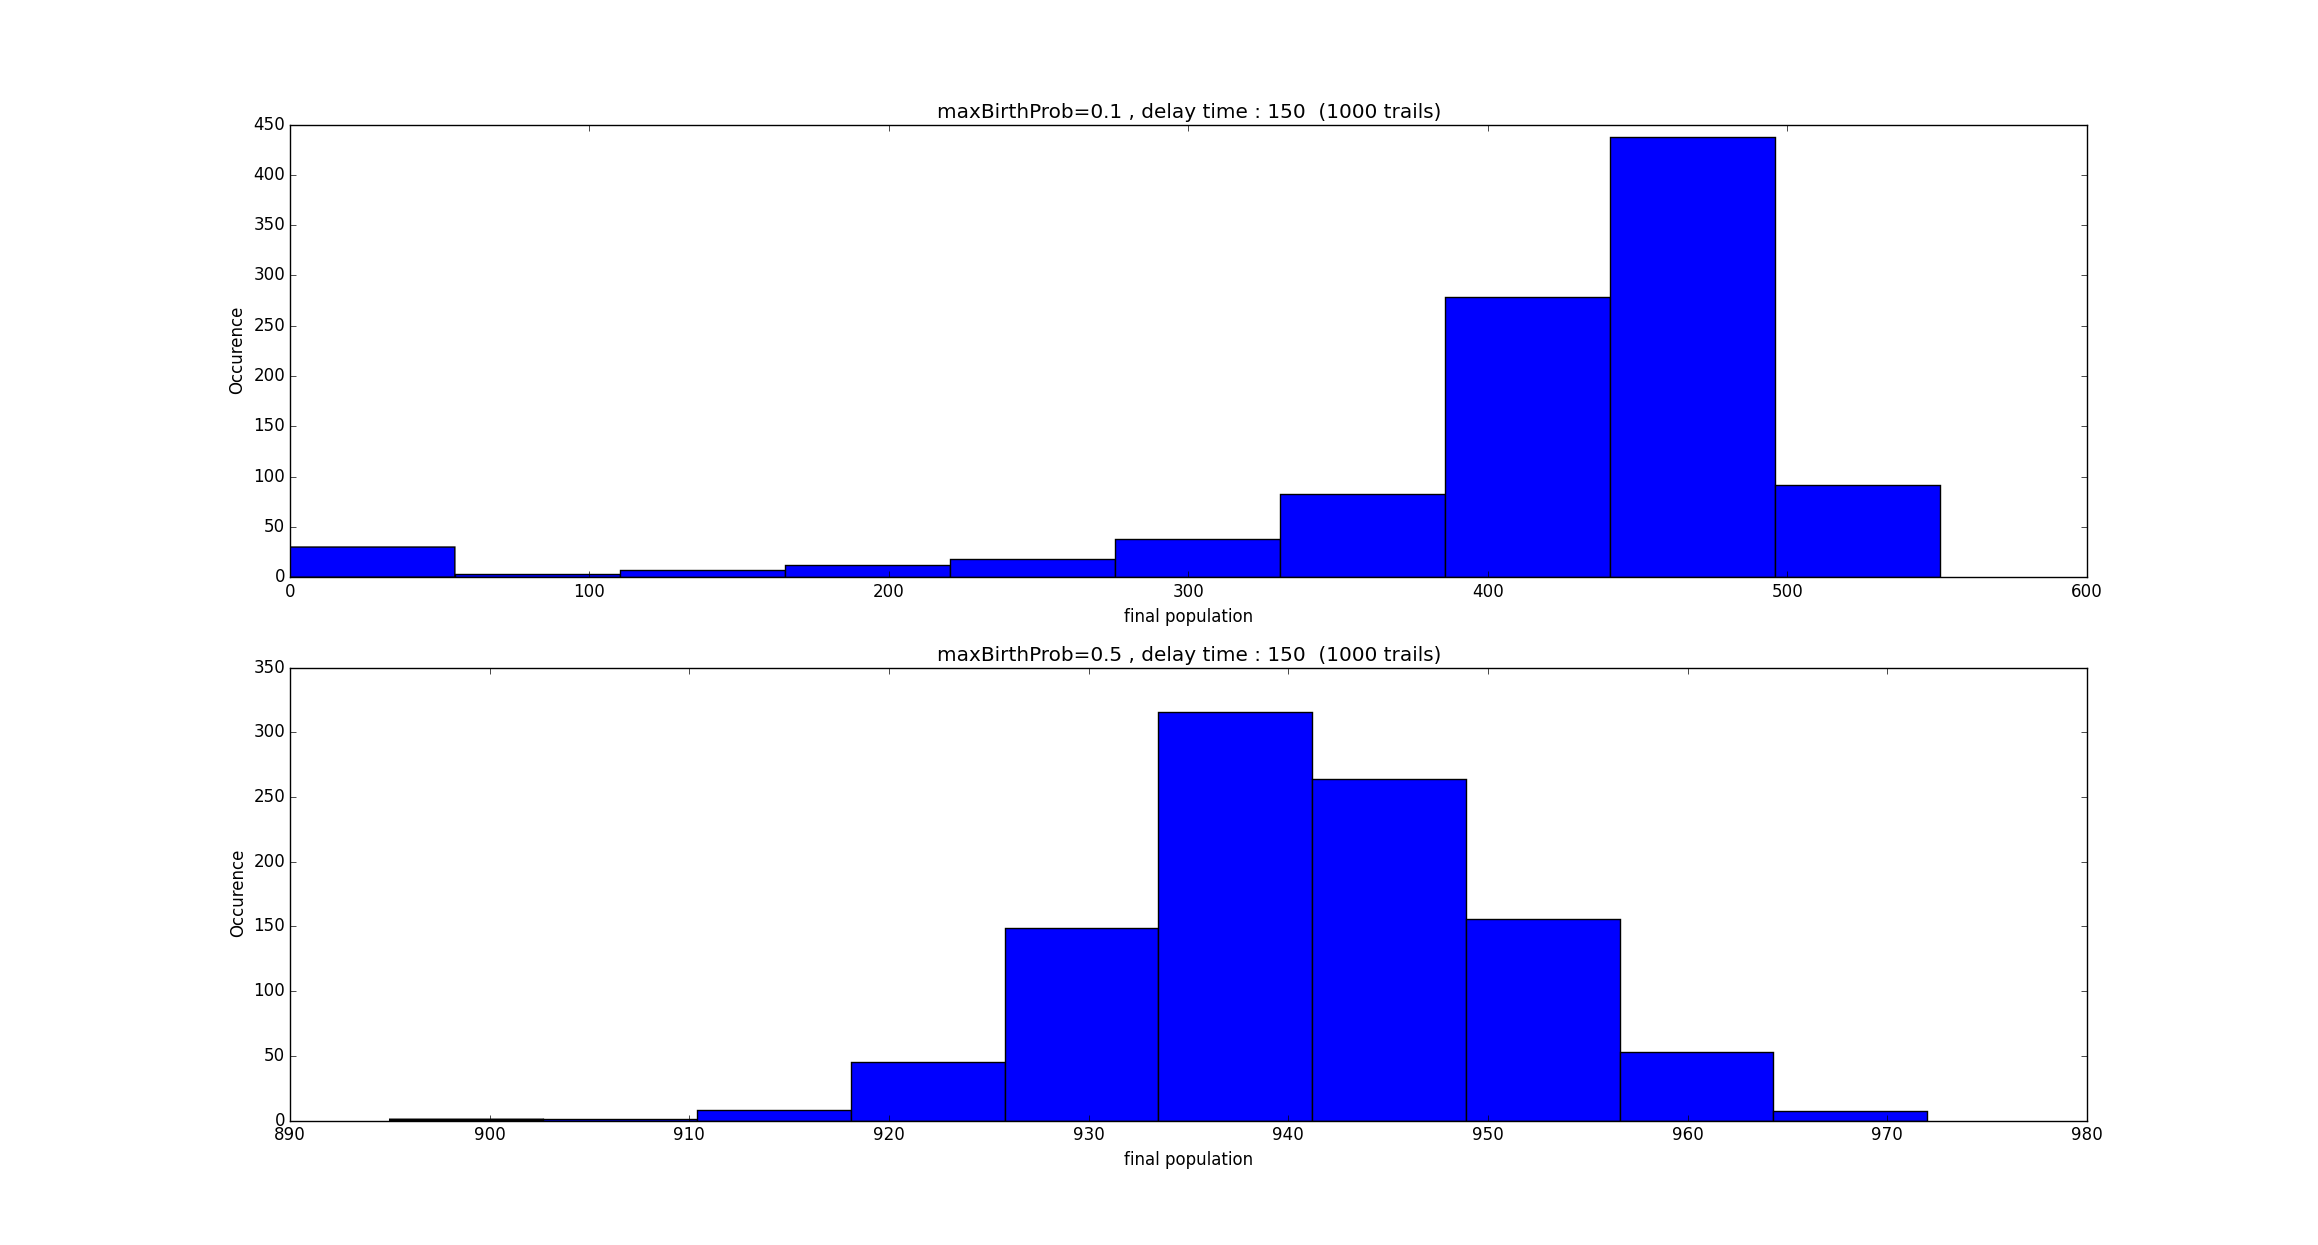 maxBirthProb=0.1 , delay time : 150  (1000 trails)
450
400
350
300
250
200
150
100
50
0
Occurence
0 100 200 300 400 500 600
final population
maxBirthProb=0.5 , delay time : 150  (1000 trails)
350
300
250
200
150
100
50
0
Occurence
890 900 910 920 930 940 950 960 970 980
final population